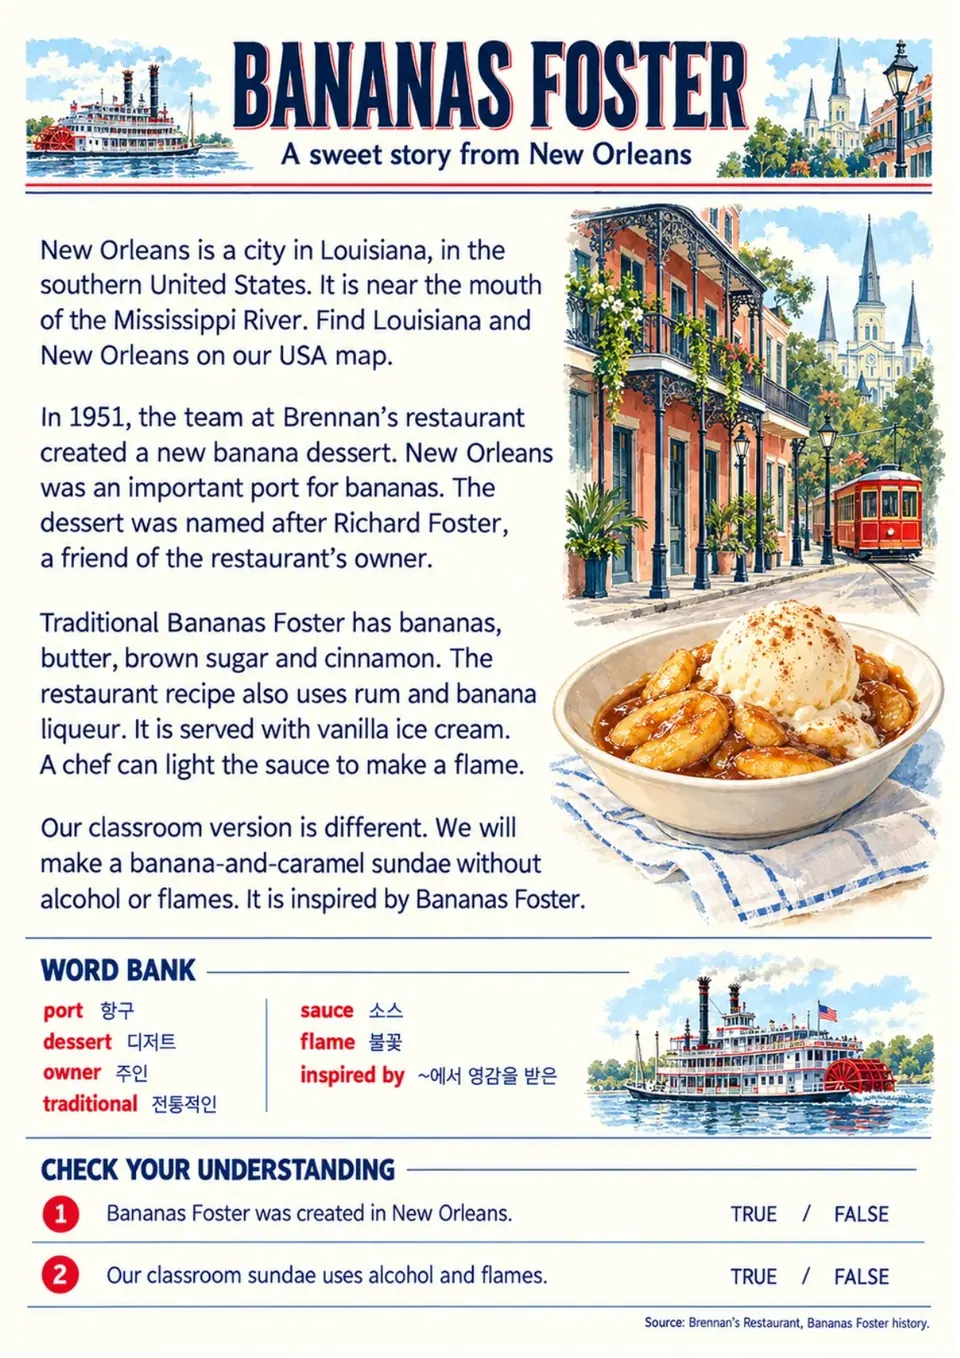 BANANAS FOSTER
A sweet story from New Orleans
New Orleans is a city in Louisiana, in the
southern United States. It is near the mouth
of the Mississippi River. Find Louisiana and
New Orleans on our USA map.
In 1951, the team at Brennan's restaurant
created a new banana dessert. New Orleans
was an important port for bananas. The
dessert was named after Richard Foster,
a friend of the restaurant's owner.
Traditional Bananas Foster has bananas,
butter, brown sugar and cinnamon. The
restaurant recipe also uses rum and banana
liqueur. It is served with vanilla ice cream.
A chef can light the sauce to make a flame.
Our classroom version is different. We will
make a banana-and-caramel sundae without
alcohol or flames. It is inspired by Bananas Foster.
WORD BANK
port 항구
dessert 디저트
owner 주인
traditional 전통적인
sauce 소스
flame 불꽃
inspired by ~에서 영감을 받은
CHECK YOUR UNDERSTANDING
1 Bananas Foster was created in New Orleans. TRUE / FALSE
2 Our classroom sundae uses alcohol and flames. TRUE / FALSE
Source: Brennan's Restaurant, Bananas Foster history.